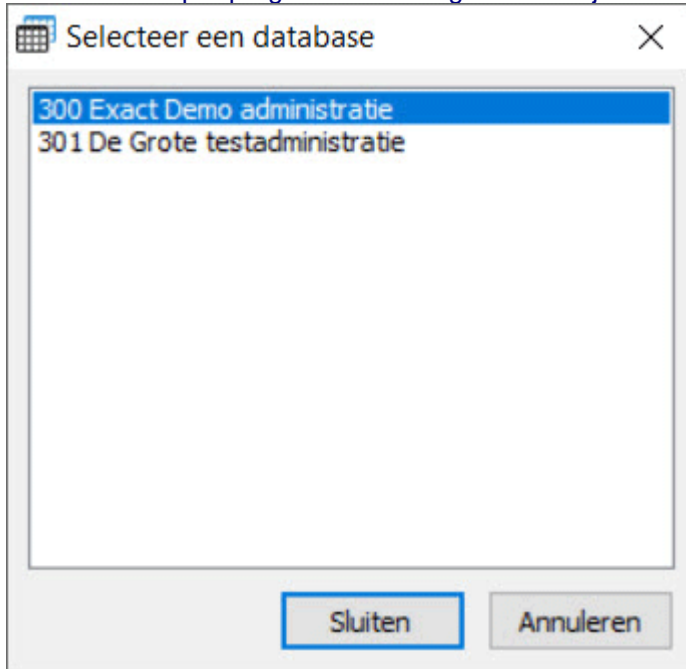 Selecteer een database
300 Exact Demo administratie
301 De Grote testadministratie
Sluiten
Annuleren